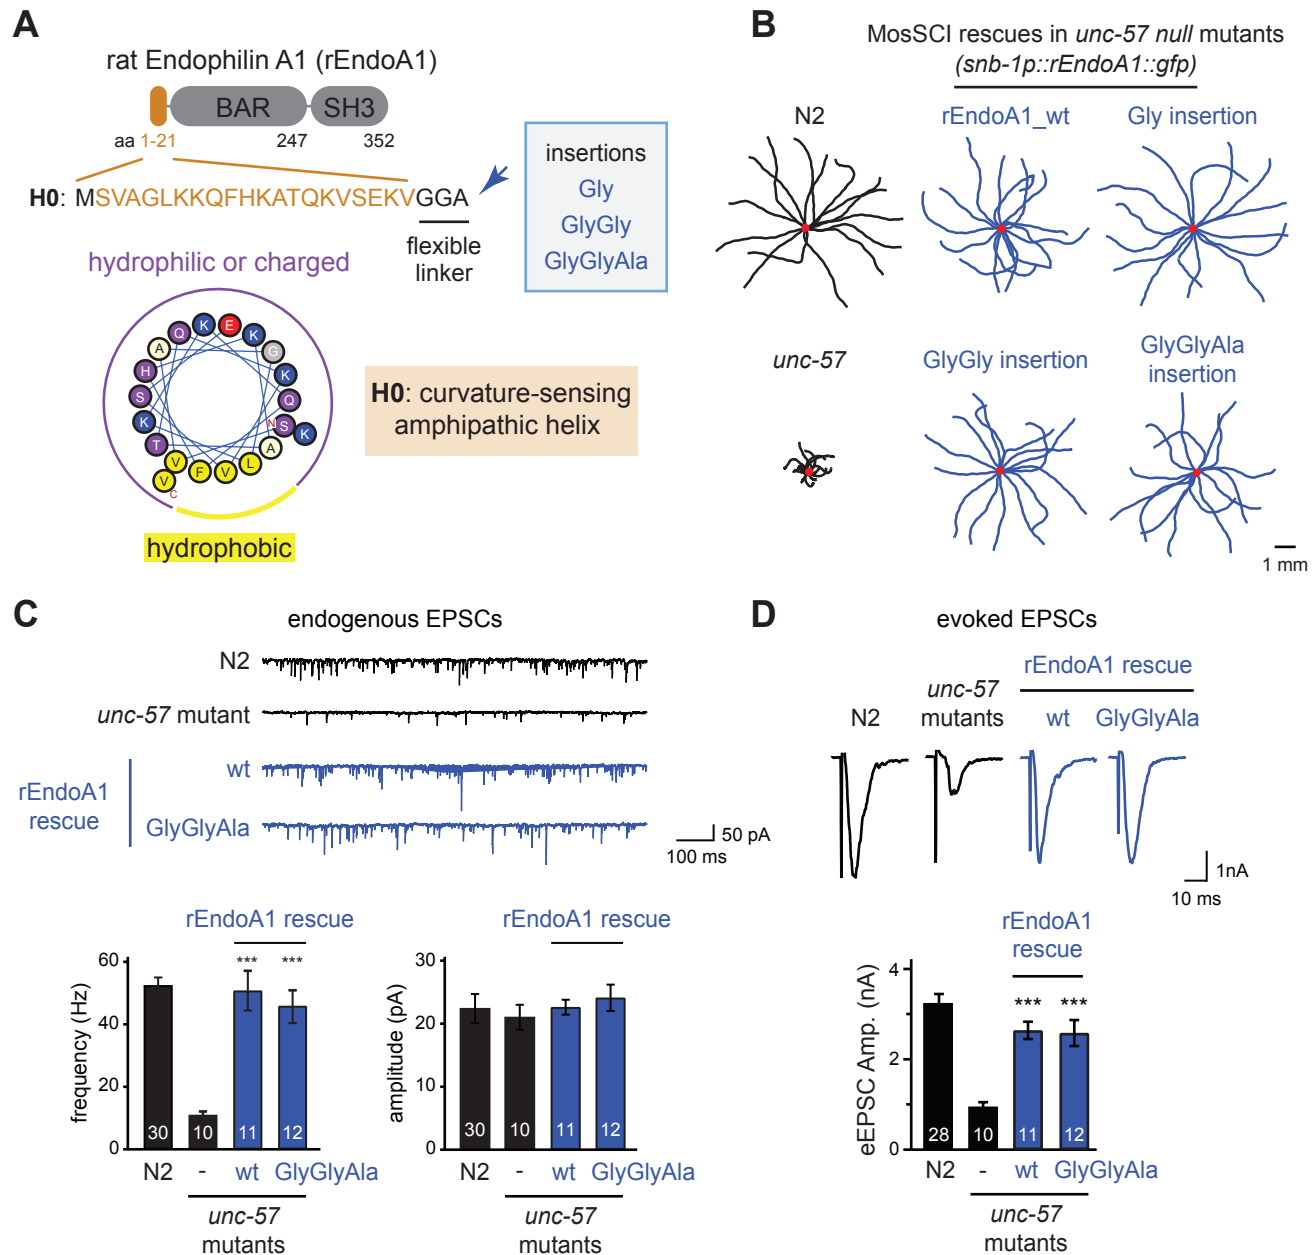 A
rat Endophilin A1 (rEndoA1)
BAR
SH3
aa 1-21
247
352
H0: MSVAGLKKQFHKATQKVSEKVGGA
flexible
linker
insertions
Gly
GlyGly
GlyGlyAla
hydrophilic or charged
K
E
K
Q
G
A
K
H
Q
S
N
S
K
K
T
A
V
F
V
L
V
C
hydrophobic
H0: curvature-sensing
amphipathic helix
B
MosSCI rescues in unc-57 null mutants
(snb-1p::rEndoA1::gfp)
N2
rEndoA1_wt
Gly insertion
unc-57
GlyGly insertion
GlyGlyAla
insertion
1 mm
C
endogenous EPSCs
N2
unc-57 mutant
rEndoA1
rescue
wt
GlyGlyAla
50 pA
100 ms
rEndoA1 rescue
frequency (Hz)
60
40
20
0
*** ***
30 10 11 12
N2 - wt GlyGlyAla
unc-57
mutants
rEndoA1 rescue
amplitude (pA)
30
20
10
0
30 10 11 12
N2 - wt GlyGlyAla
unc-57
mutants
D
evoked EPSCs
rEndoA1 rescue
N2
unc-57
mutants
wt GlyGlyAla
1nA
10 ms
rEndoA1
rescue
eEPSC Amp. (nA)
4
2
0
*** ***
28 10 11 12
N2 - wt GlyGlyAla
unc-57
mutants